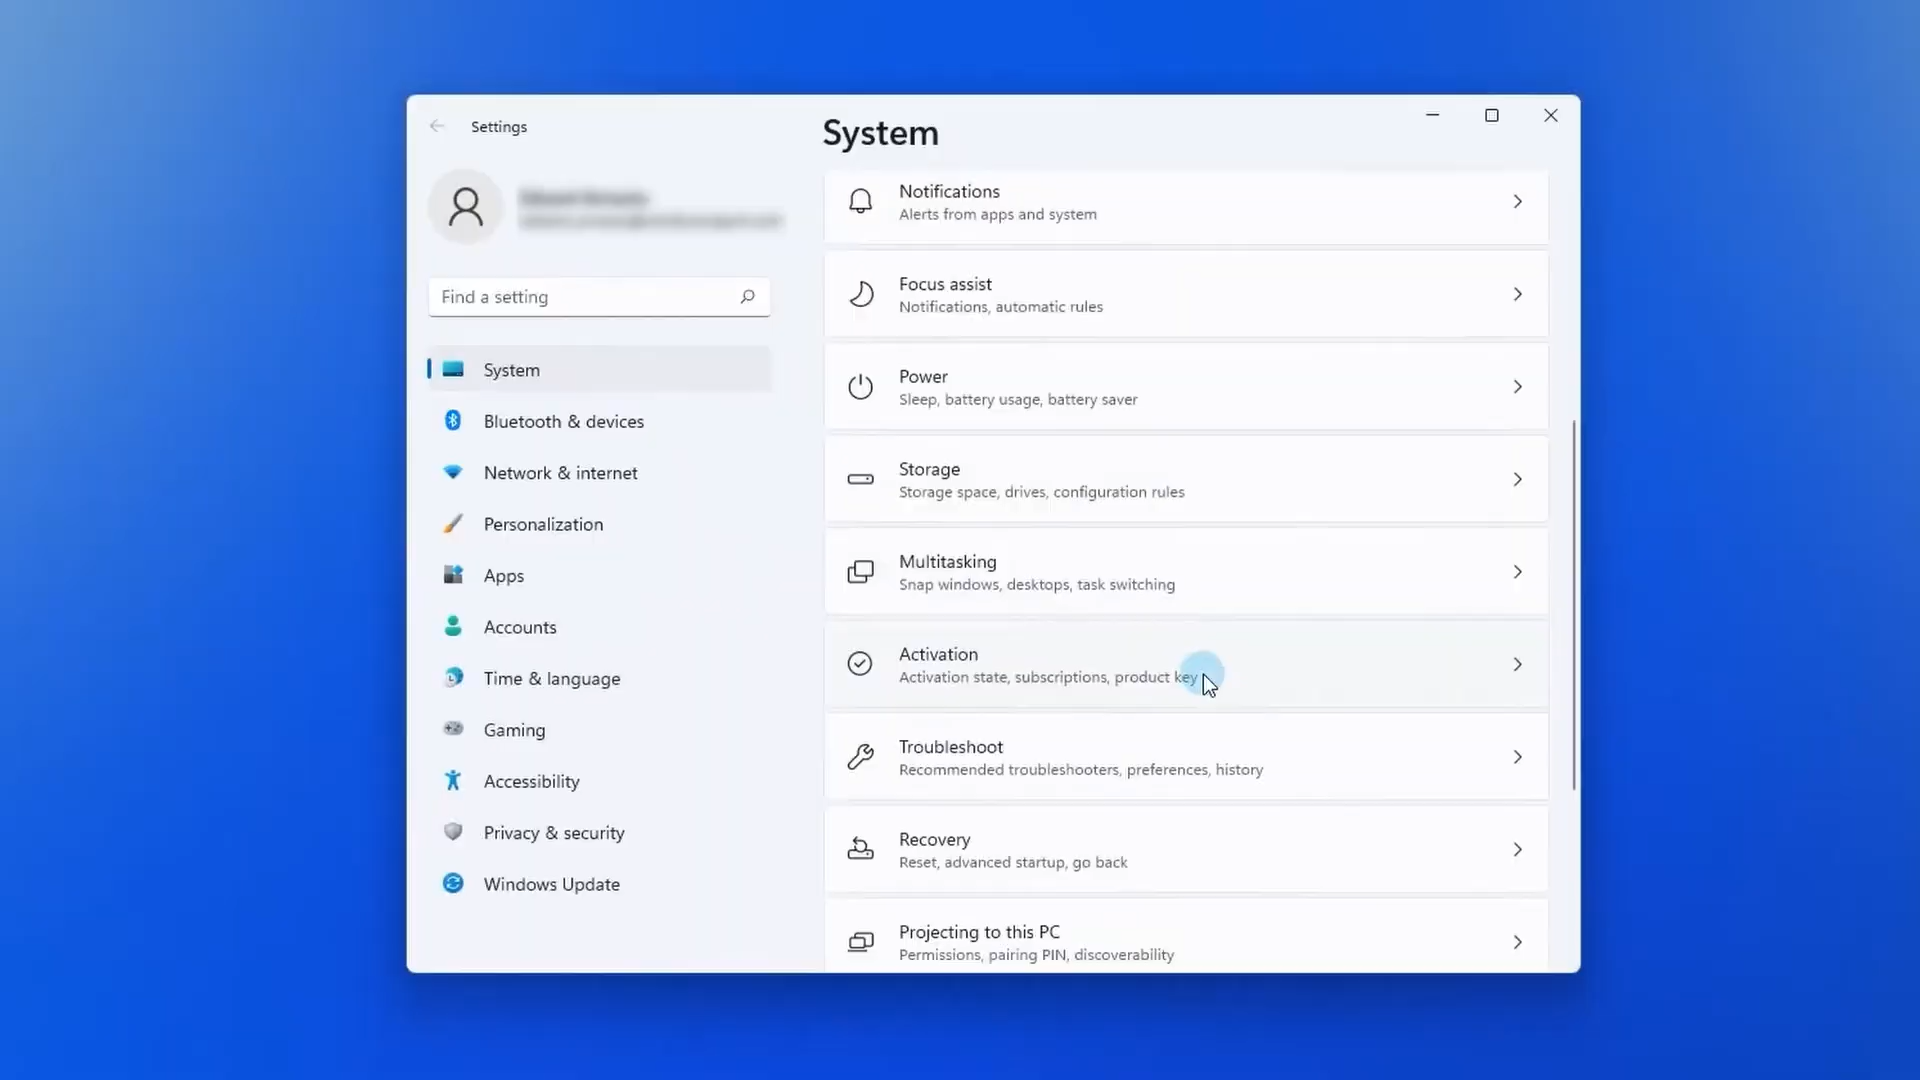 Settings
System
Find a setting
System
Bluetooth & devices
Network & internet
Personalization
Apps
Accounts
Time & language
Gaming
Accessibility
Privacy & security
Windows Update
Notifications
Alerts from apps and system
Focus assist
Notifications, automatic rules
Power
Sleep, battery usage, battery saver
Storage
Storage space, drives, configuration rules
Multitasking
Snap windows, desktops, task switching
Activation
Activation state, subscriptions, product key
Troubleshoot
Recommended troubleshooters, preferences, history
Recovery
Reset, advanced startup, go back
Projecting to this PC
Permissions, pairing PIN, discoverability